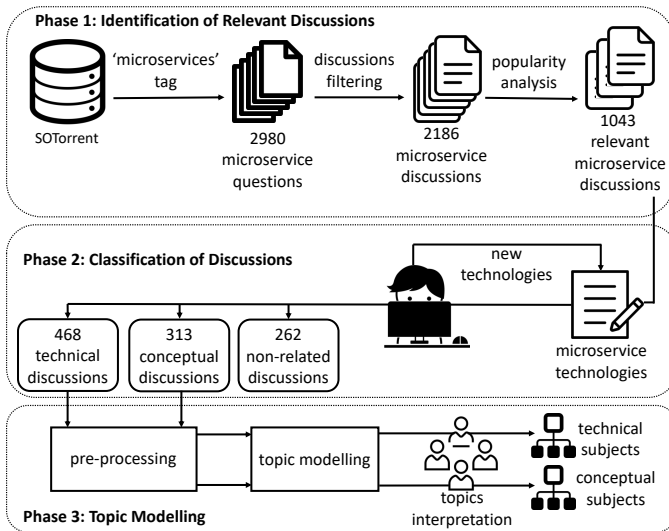 Phase 1: Identification of Relevant Discussions
‘microservices’
tag
discussions
filtering
popularity
analysis
SOTorrent
2980
microservice
questions
2186
microservice
discussions
1043
relevant
microservice
discussions
Phase 2: Classification of Discussions
new
technologies
microservice
technologies
468
technical
discussions
313
conceptual
discussions
262
non-related
discussions
pre-processing
topic modelling
topics
interpretation
technical
subjects
conceptual
subjects
Phase 3: Topic Modelling